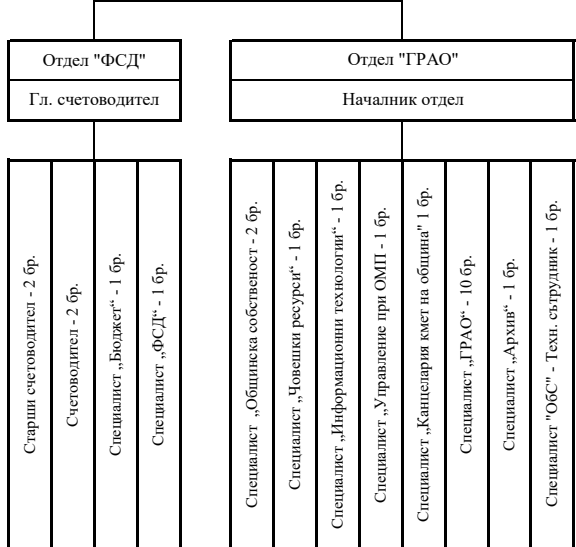 Отдел "ФСД"
Гл. счетоводител
Отдел "ГРАО"
Началник отдел
Старши счетоводител - 2 бр.
Счетоводител - 2 бр.
Специалист „Бюджет“ - 1 бр.
Специалист „ФСД“ - 1 бр.
Специалист „Общинска собственост - 2 бр.
Специалист „Човешки ресурси“ - 1 бр.
Специалист „Информационни технологии“ - 1 бр.
Специалист „Управление при ОМП - 1 бр.
Специалист „Канцелария кмет на община" 1 бр.
Специалист „ГРАО“ - 10 бр.
Специалист „Архив“ - 1 бр.
Специалист "ОбС" - Техн. сътрудник - 1 бр.